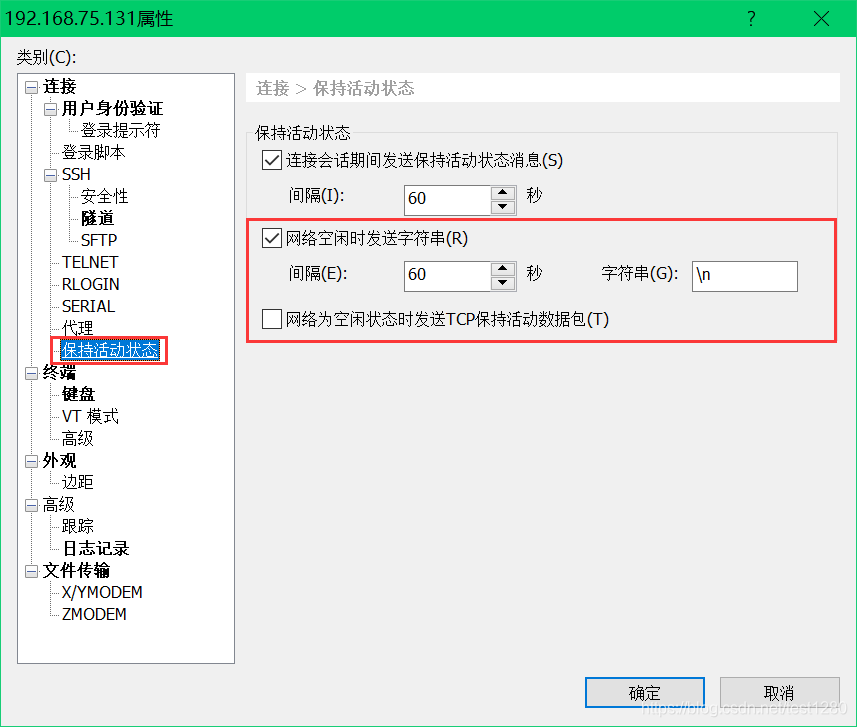 192.168.75.131属性
?
类别(C):
连接
用户身份验证
登录提示符
登录脚本
SSH
安全性
隧道
SFTP
TELNET
RLOGIN
SERIAL
代理
保持活动状态
终端
键盘
VT 模式
高级
外观
边距
高级
跟踪
日志记录
文件传输
X/YMODEM
ZMODEM
连接 > 保持活动状态
保持活动状态
连接会话期间发送保持活动状态消息(S)
间隔(I): 60 秒
网络空闲时发送字符串(R)
间隔(E): 60 秒 字符串(G): \n
网络为空闲状态时发送TCP保持活动数据包(T)
确定 取消
https://blog.csdn.net/test1280